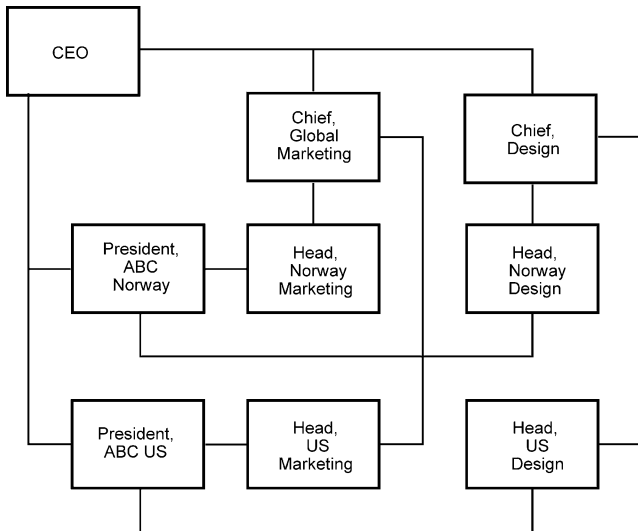 CEO
Chief,
Global
Marketing
Chief,
Design
President,
ABC
Norway
Head,
Norway
Marketing
Head,
Norway
Design
President,
ABC US
Head,
US
Marketing
Head,
US
Design